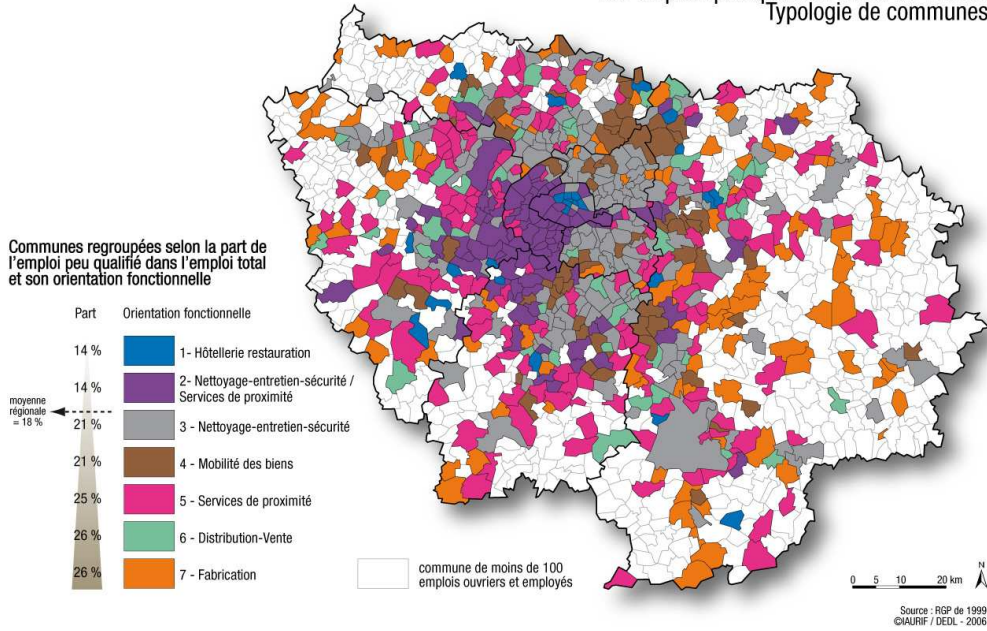 Typologie de communes
Communes regroupées selon la part de
l'emploi peu qualifié dans l'emploi total
et son orientation fonctionnelle
Part Orientation fonctionnelle
14 % 1- Hôtellerie restauration
14 % 2- Nettoyage-entretien-sécurité /
Services de proximité
moyenne
régionale
= 18 %
21 % 3 - Nettoyage-entretien-sécurité
21 % 4 - Mobilité des biens
25 % 5 - Services de proximité
26 % 6 - Distribution-Vente
26 % 7 - Fabrication
commune de moins de 100
emplois ouvriers et employés
0 5 10 20 km
N
Source : RGP de 1999
©IAURIF / DEDL - 2006